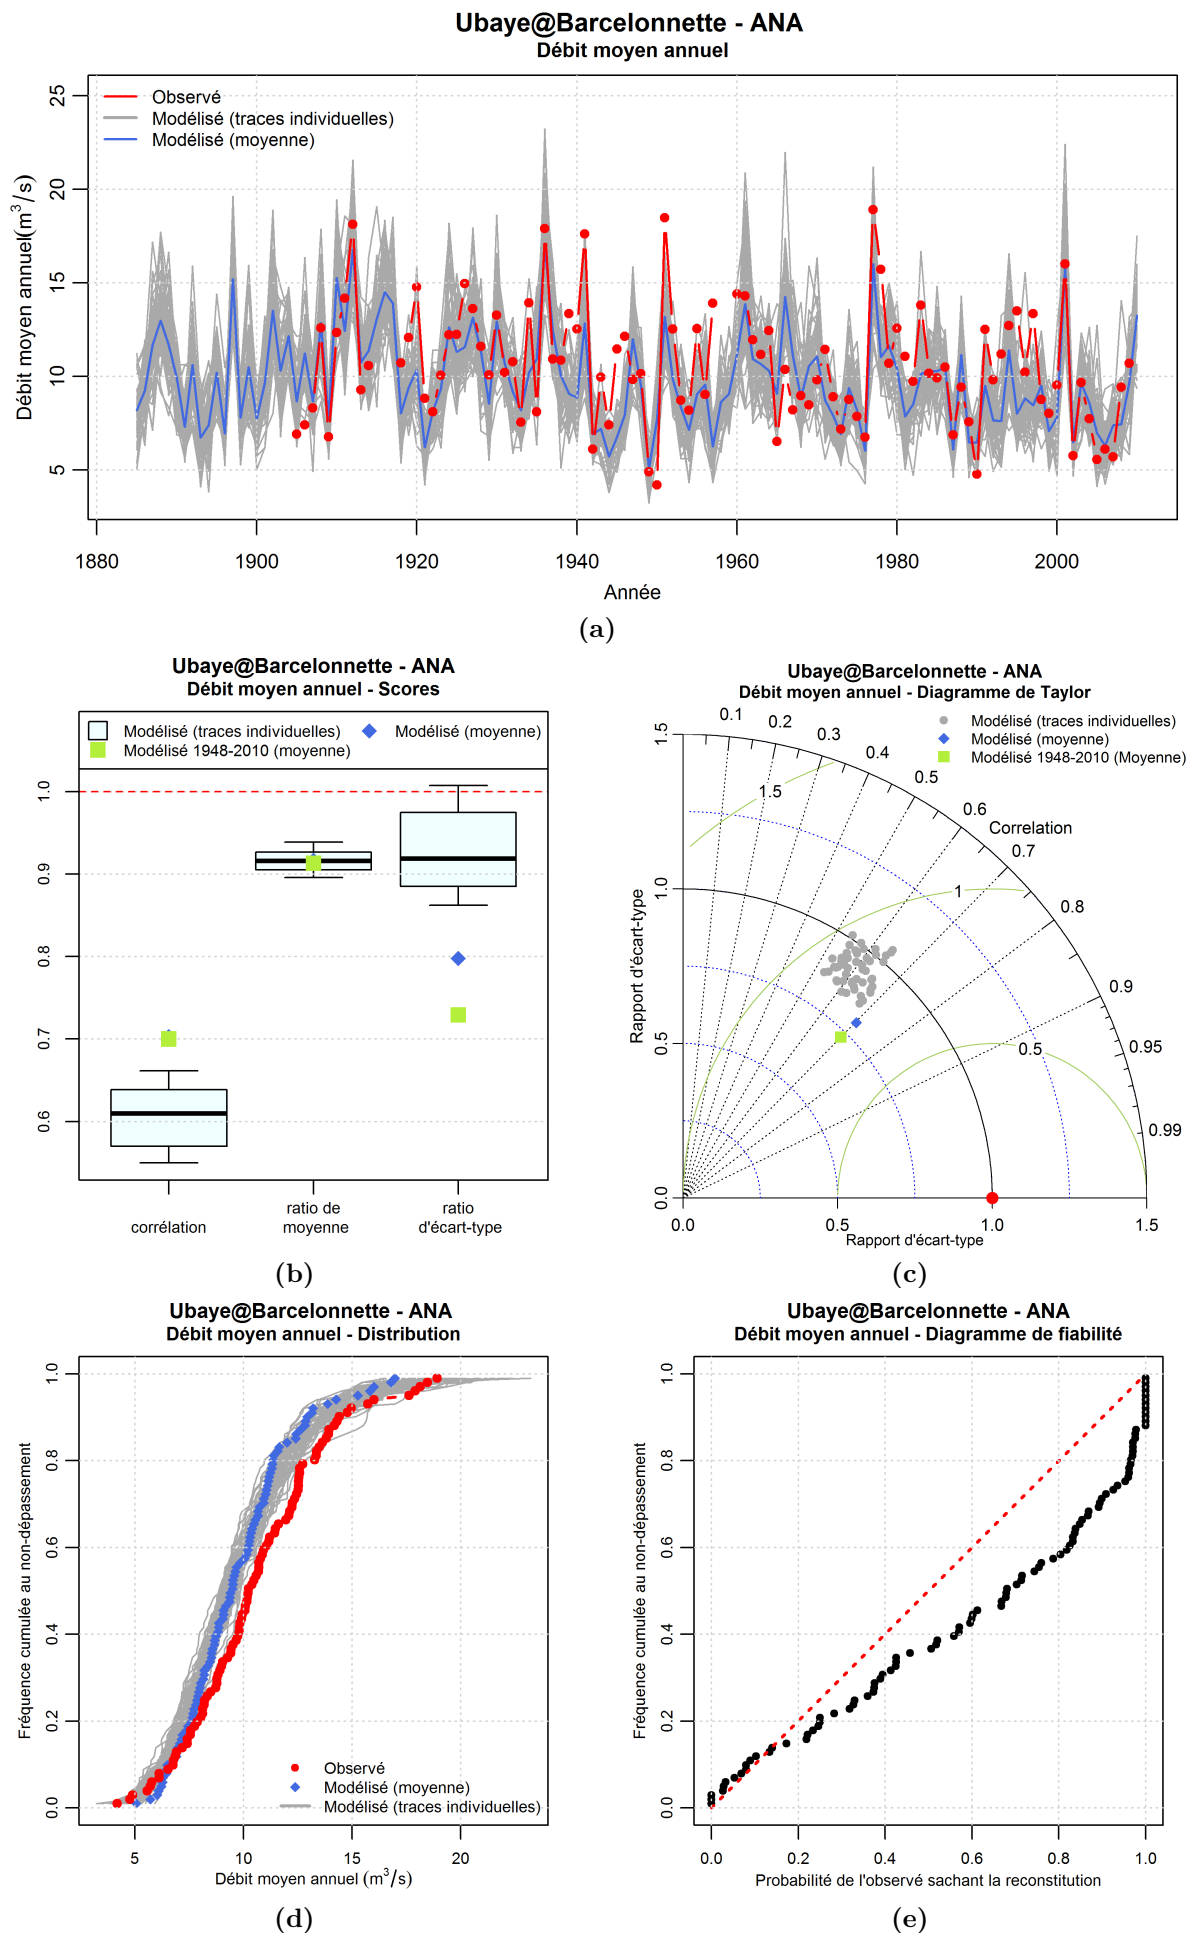 Ubaye@Barcelonnette - ANA
Débit moyen annuel
Débit moyen annuel(m³/s)
25
20
15
10
5
Observé
Modélisé (traces individuelles)
Modélisé (moyenne)
1880 1900 1920 1940 1960 1980 2000
Année
(a)
Ubaye@Barcelonnette - ANA
Débit moyen annuel - Scores
Modélisé (traces individuelles)
Modélisé (moyenne)
Modélisé 1948-2010 (moyenne)
1.0
0.9
0.8
0.7
0.6
corrélation
ratio de
moyenne
ratio
d'écart-type
(b)
Ubaye@Barcelonnette - ANA
Débit moyen annuel - Diagramme de Taylor
Modélisé (traces individuelles)
Modélisé (moyenne)
Modélisé 1948-2010 (Moyenne)
0.1 0.2 0.3 0.4 0.5 0.6 0.7 0.8 0.9 0.95 0.99
Correlation
1.5
1
0.5
Rapport d'écart-type
1.5
1.0
0.5
0.0
0.0 0.5 1.0 1.5
Rapport d'écart-type
(c)
Ubaye@Barcelonnette - ANA
Débit moyen annuel - Distribution
Fréquence cumulée au non-dépassement
1.0
0.8
0.6
0.4
0.2
0.0
Observé
Modélisé (moyenne)
Modélisé (traces individuelles)
5 10 15 20
Débit moyen annuel (m³/s)
(d)
Ubaye@Barcelonnette - ANA
Débit moyen annuel - Diagramme de fiabilité
Fréquence cumulée au non-dépassement
1.0
0.8
0.6
0.4
0.2
0.0
0.0 0.2 0.4 0.6 0.8 1.0
Probabilité de l'observé sachant la reconstitution
(e)